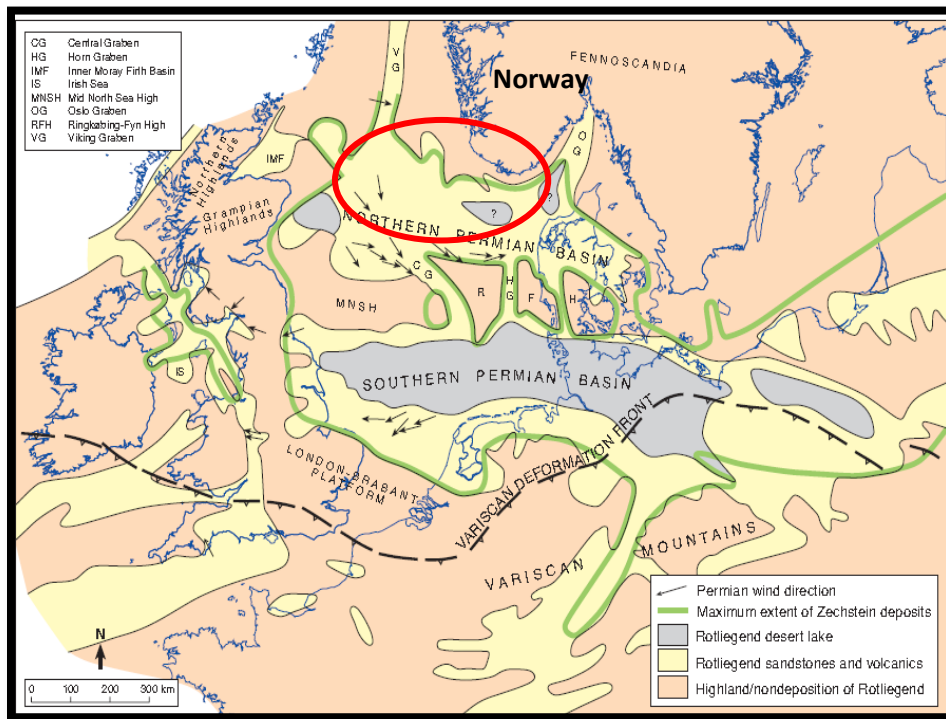 CG Central Graben
HG Horn Graben
IMF Inner Moray Firth Basin
IS Irish Sea
MNSH Mid North Sea High
OG Oslo Graben
RFH Ringkøbing-Fyn High
VG Viking Graben
VG
FENNOSCANDIA
Norway
OG
IMF
Northern
Highlands
Grampian
Highlands
?
?
NORTHERN PERMIAN BASIN
CG
MNSH
R
HG
F
H
SOUTHERN PERMIAN BASIN
IS
LONDON-BRABANT
PLATFORM
VARISCAN DEFORMATION FRONT
VARISCAN
MOUNTAINS
N
0 100 200 300 km
Permian wind direction
Maximum extent of Zechstein deposits
Rotliegend desert lake
Rotliegend sandstones and volcanics
Highland/nondeposition of Rotliegend